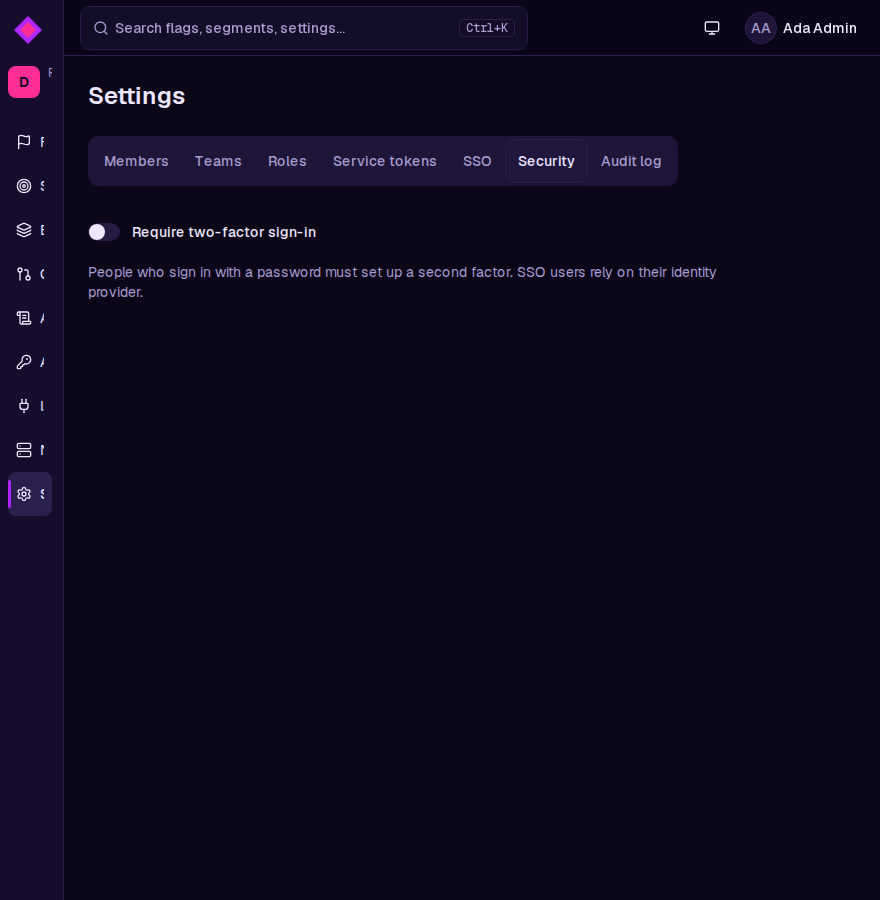 Search flags, segments, settings... Ctrl+K
AA Ada Admin
D
Settings
Members Teams Roles Service tokens SSO Security Audit log
Require two-factor sign-in
People who sign in with a password must set up a second factor. SSO users rely on their identity
provider.